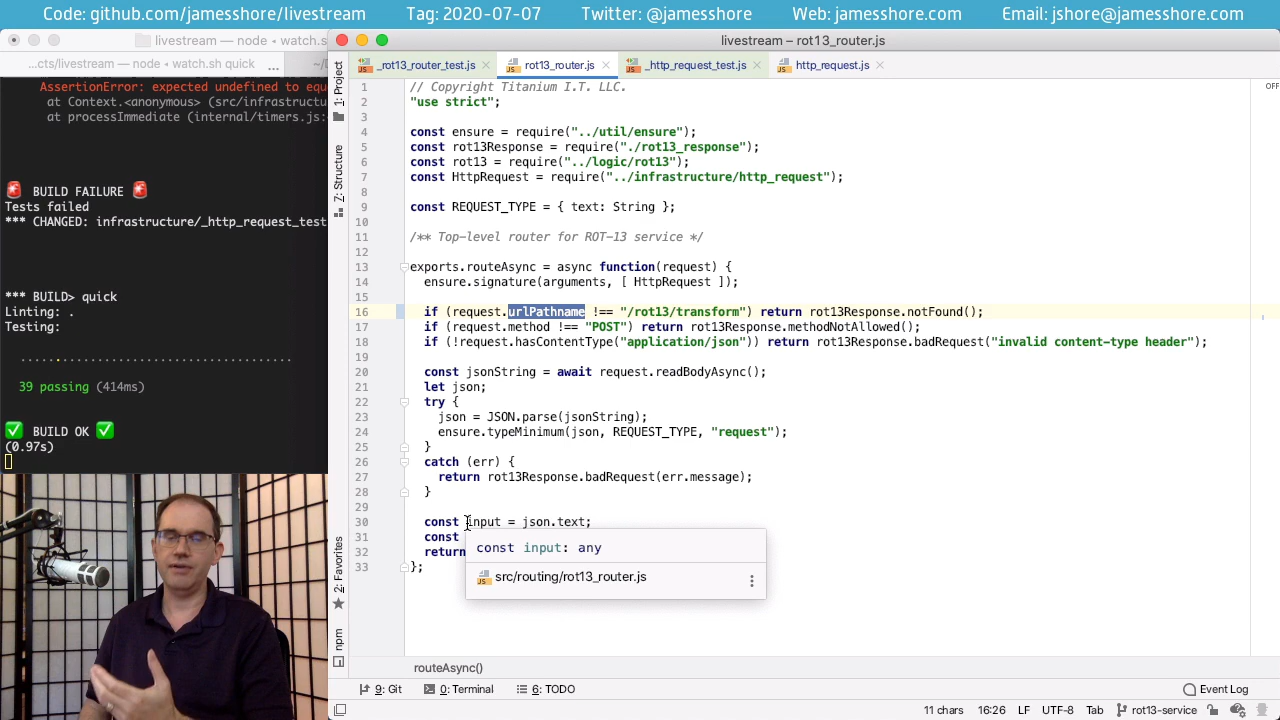 Code: github.com/jamesshore/livestream Tag: 2020-07-07 Twitter: @jamesshore Web: jamesshore.com Email: jshore@jamesshore.com
livestream — node ◂ watch.s
...cts/livestream — node ◂ watch.sh quick ...
AssertionError: expected undefined to equ
at Context.<anonymous> (src/infrastructu
at processImmediate (internal/timers.js:
🚨 BUILD FAILURE 🚨
Tests failed
*** CHANGED: infrastructure/_http_request_test
*** BUILD> quick
Linting: .
Testing:
.......................................
39 passing (414ms)
✅ BUILD OK ✅
(0.97s)
livestream – rot13_router.js
_rot13_router_test.js rot13_router.js _http_request_test.js http_request.js
1: Project
7: Structure
2: Favorites
npm
OFF
1 // Copyright Titanium I.T. LLC.
2 "use strict";
3
4 const ensure = require("../util/ensure");
5 const rot13Response = require("./rot13_response");
6 const rot13 = require("../logic/rot13");
7 const HttpRequest = require("../infrastructure/http_request");
8
9 const REQUEST_TYPE = { text: String };
10
11 /** Top-level router for ROT-13 service */
12
13 exports.routeAsync = async function(request) {
14 ensure.signature(arguments, [ HttpRequest ]);
15
16 if (request.urlPathname !== "/rot13/transform") return rot13Response.notFound();
17 if (request.method !== "POST") return rot13Response.methodNotAllowed();
18 if (!request.hasContentType("application/json")) return rot13Response.badRequest("invalid content-type header");
19
20 const jsonString = await request.readBodyAsync();
21 let json;
22 try {
23 json = JSON.parse(jsonString);
24 ensure.typeMinimum(json, REQUEST_TYPE, "request");
25 }
26 catch (err) {
27 return rot13Response.badRequest(err.message);
28 }
29
30 const input = json.text;
31 const
32 return
33 };
const input: any
src/routing/rot13_router.js
routeAsync()
9: Git 0: Terminal 6: TODO Event Log
11 chars 16:26 LF UTF-8 Tab rot13-service